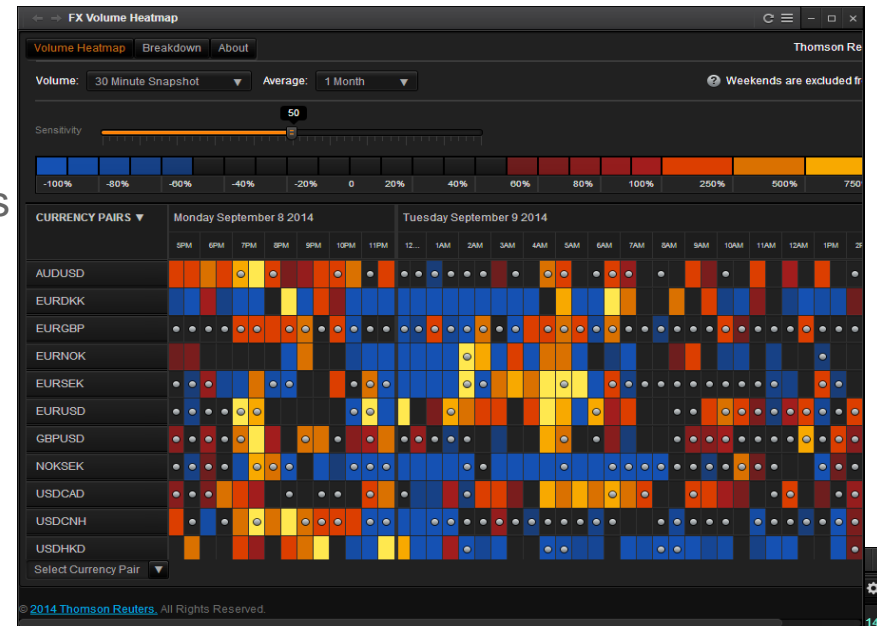 FX Volume Heatmap
Volume Heatmap Breakdown About Thomson Re
Volume: 30 Minute Snapshot Average: 1 Month Weekends are excluded fr
50
Sensitivity
-100% -80% -60% -40% -20% 0 20% 40% 60% 80% 100% 250% 500% 750
s
CURRENCY PAIRS Monday September 8 2014 Tuesday September 9 2014
5PM 6PM 7PM 8PM 9PM 10PM 11PM 12... 1AM 2AM 3AM 4AM 5AM 6AM 7AM 8AM 9AM 10AM 11AM 12AM 1PM 2F
AUDUSD
EURDKK
EURGBP
EURNOK
EURSEK
EURUSD
GBPUSD
NOKSEK
USDCAD
USDCNH
USDHKD
Select Currency Pair
© 2014 Thomson Reuters. All Rights Reserved.
14